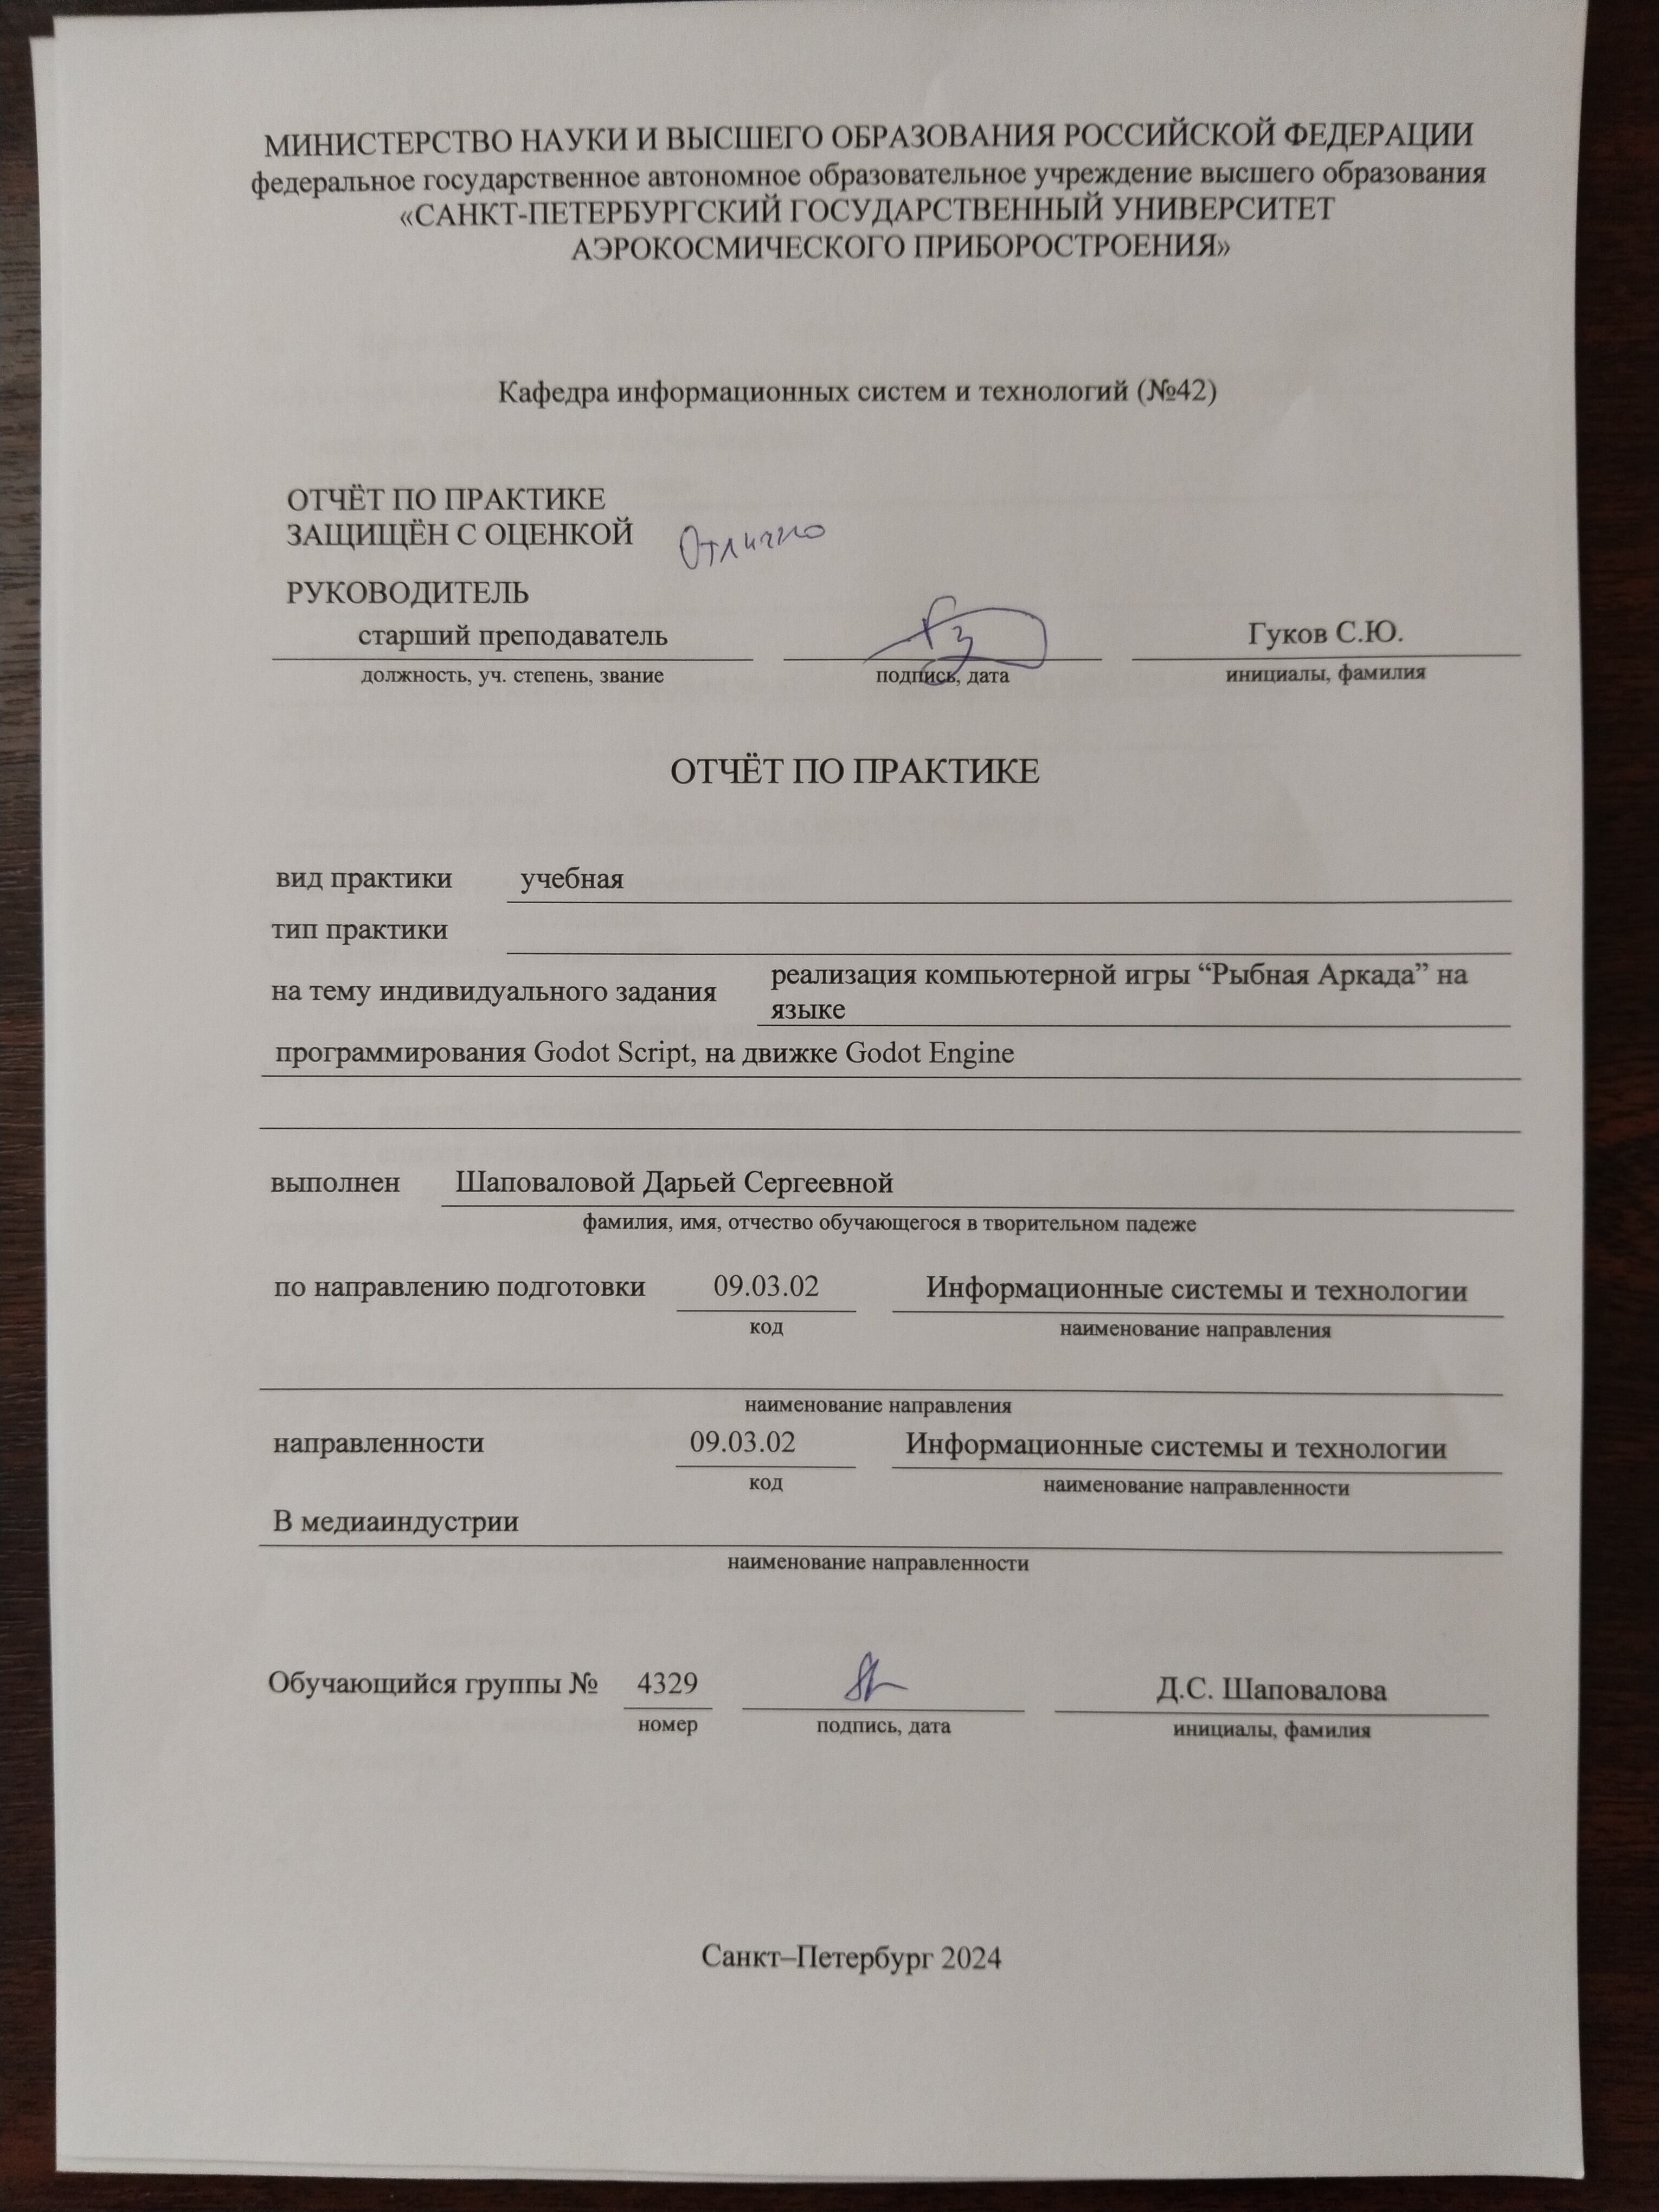 МИНИСТЕРСТВО НАУКИ И ВЫСШЕГО ОБРАЗОВАНИЯ РОССИЙСКОЙ ФЕДЕРАЦИИ
федеральное государственное автономное образовательное учреждение высшего образования
«САНКТ-ПЕТЕРБУРГСКИЙ ГОСУДАРСТВЕННЫЙ УНИВЕРСИТЕТ
АЭРОКОСМИЧЕСКОГО ПРИБОРОСТРОЕНИЯ»
Кафедра информационных систем и технологий (№42)
ОТЧЁТ ПО ПРАКТИКЕ
ЗАЩИЩЁН С ОЦЕНКОЙ Отлично
РУКОВОДИТЕЛЬ
старший преподаватель Гуков С.Ю.
должность, уч. степень, звание подпись, дата инициалы, фамилия
ОТЧЁТ ПО ПРАКТИКЕ
вид практики учебная
тип практики
на тему индивидуального задания реализация компьютерной игры “Рыбная Аркада” на
языке
программирования Godot Script, на движке Godot Engine
выполнен Шаповаловой Дарьей Сергеевной
фамилия, имя, отчество обучающегося в творительном падеже
по направлению подготовки 09.03.02 Информационные системы и технологии
код наименование направления
наименование направления
направленности 09.03.02 Информационные системы и технологии
код наименование направленности
В медиаиндустрии
наименование направленности
Обучающийся группы № 4329 Д.С. Шаповалова
номер подпись, дата инициалы, фамилия
Санкт–Петербург 2024